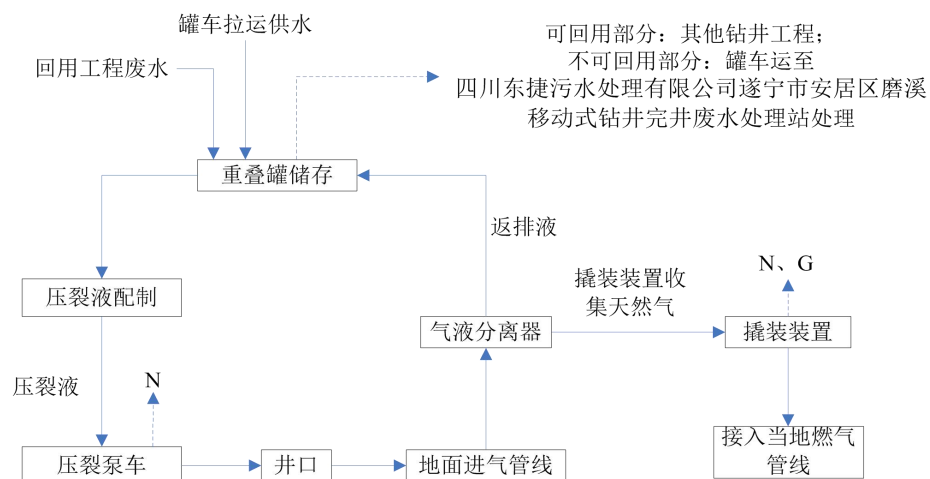 罐车拉运供水
回用工程废水
可回用部分：其他钻井工程；
不可回用部分：罐车运至
四川东捷污水处理有限公司遂宁市安居区磨溪
移动式钻井完井废水处理站处理
重叠罐储存
返排液
压裂液配制
撬装装置收
集天然气
N、G
气液分离器
撬装装置
压裂液
N
压裂泵车
井口
地面进气管线
接入当地燃气
管线